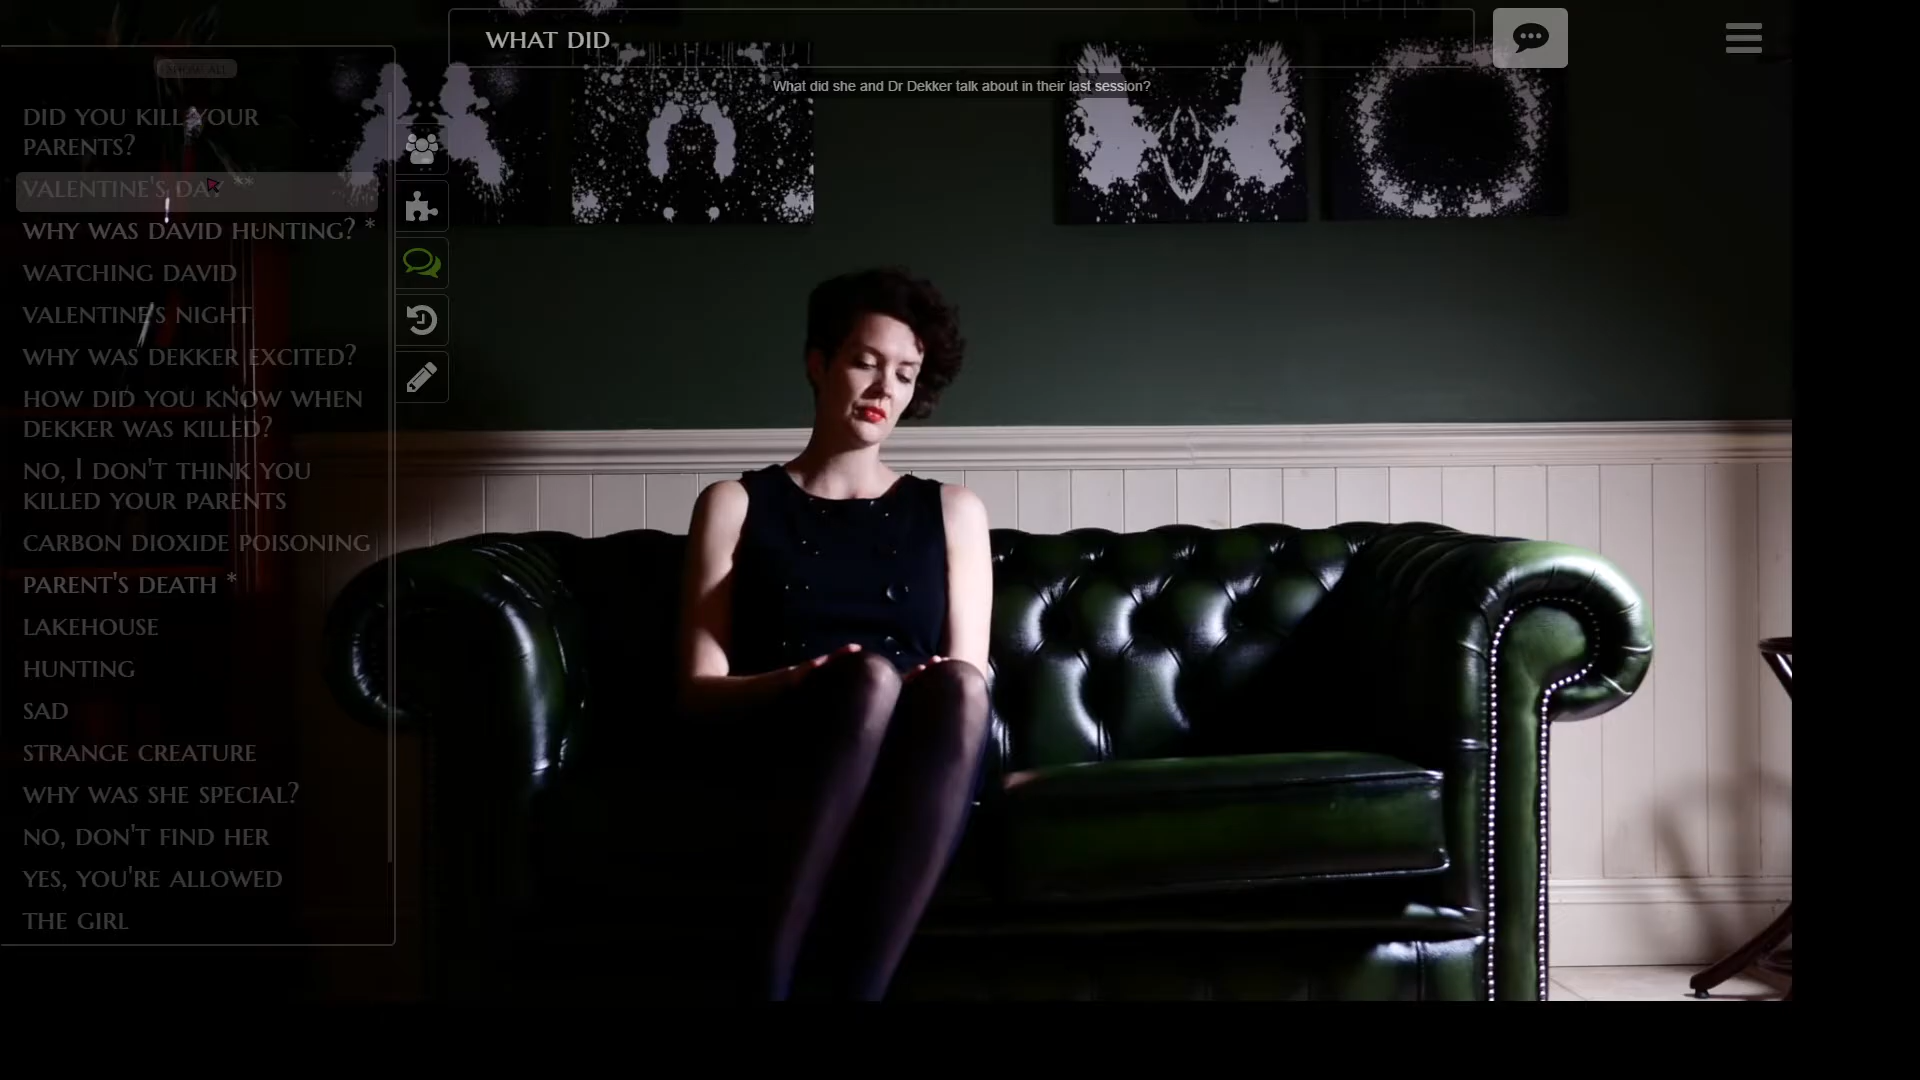 WHAT DID
What did she and Dr Dekker talk about in their last session?
SHOW ALL
DID YOU KILL YOUR
PARENTS?
VALENTINE'S DAY **
WHY WAS DAVID HUNTING? *
WATCHING DAVID
VALENTINE'S NIGHT
WHY WAS DEKKER EXCITED?
HOW DID YOU KNOW WHEN
DEKKER WAS KILLED?
NO, I DON'T THINK YOU
KILLED YOUR PARENTS
CARBON DIOXIDE POISONING
PARENT'S DEATH *
LAKEHOUSE
HUNTING
SAD
STRANGE CREATURE
WHY WAS SHE SPECIAL?
NO, DON'T FIND HER
YES, YOU'RE ALLOWED
THE GIRL